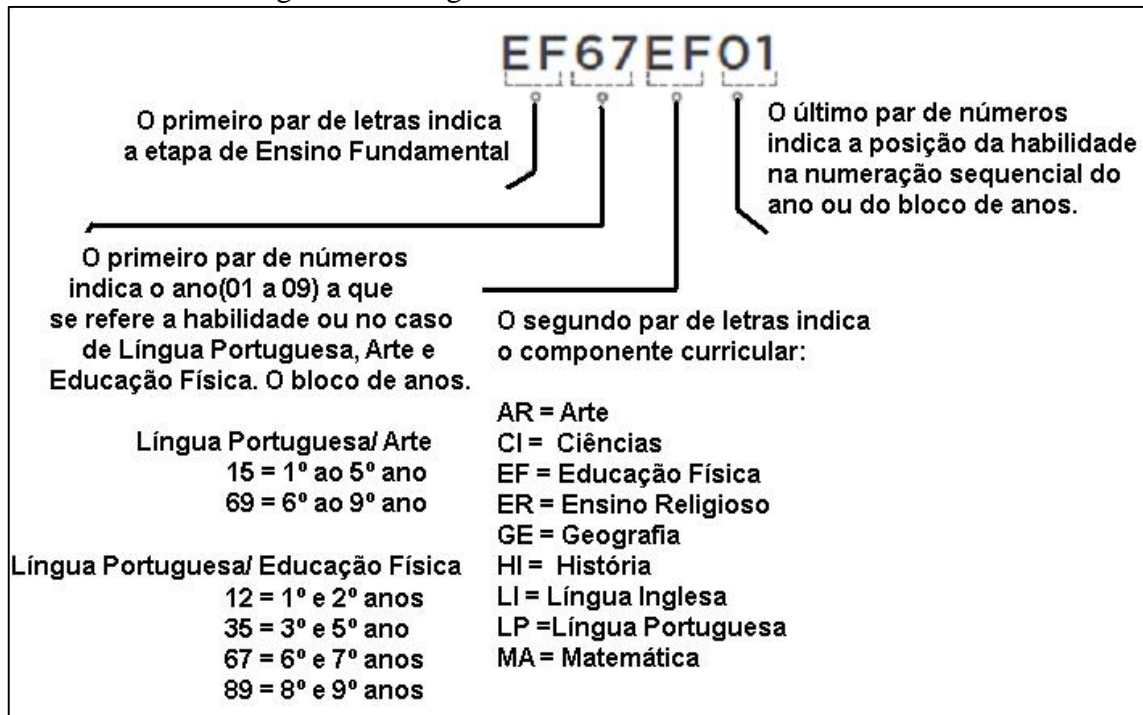 EF67EF01
O primeiro par de letras indica
a etapa de Ensino Fundamental
O último par de números
indica a posição da habilidade
na numeração sequencial do
ano ou do bloco de anos.
O primeiro par de números
indica o ano(01 a 09) a que
se refere a habilidade ou no caso
de Língua Portuguesa, Arte e
Educação Física. O bloco de anos.
Língua Portuguesa/ Arte
15 = 1º ao 5º ano
69 = 6º ao 9º ano
Língua Portuguesa/ Educação Física
12 = 1º e 2º anos
35 = 3º e 5º ano
67 = 6º e 7º anos
89 = 8º e 9º anos
O segundo par de letras indica
o componente curricular:
AR = Arte
CI = Ciências
EF = Educação Física
ER = Ensino Religioso
GE = Geografia
HI = História
LI = Língua Inglesa
LP =Língua Portuguesa
MA = Matemática